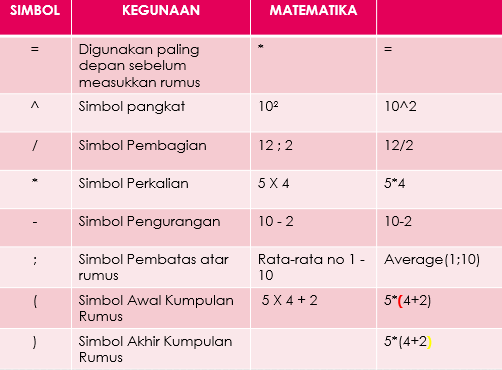 SIMBOL KEGUNAAN MATEMATIKA
= Digunakan paling * =
depan sebelum
measukkan rumus
^ Simbol pangkat 10² 10^2
/ Simbol Pembagian 12 ; 2 12/2
* Simbol Perkalian 5 X 4 5*4
- Simbol Pengurangan 10 - 2 10-2
; Simbol Pembatas atar Rata-rata no 1 - Average(1;10)
rumus 10
( Simbol Awal Kumpulan 5 X 4 + 2 5*(4+2)
Rumus
) Simbol Akhir Kumpulan 5*(4+2)
Rumus